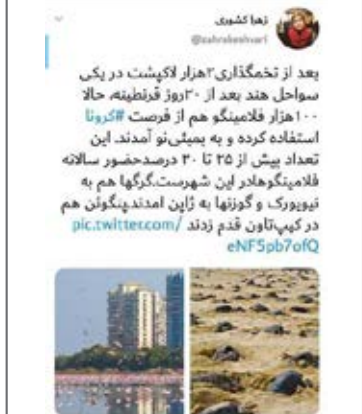 زهرا کشوری
@zahrakeshvari
بعد از تخمگذاری ۲هزار لاکپشت در یکی
سواحل هند بعد از ۲۰روز قرنطینه، حالا
۱۰۰هزار فلامینگو هم از فرصت #کرونا
استفاده کرده و به بمبئی‌نو آمدند. این
تعداد بیش از ۲۵ تا ۳۰ درصدحضور سالانه
فلامینگوهادر این شهرست.گرگها هم به
نیویورک و گوزنها به ژاپن امدند.پنگوئن هم
در کیپ‌تاون قدم زدند pic.twitter.com/
eNF5pb7ofQ